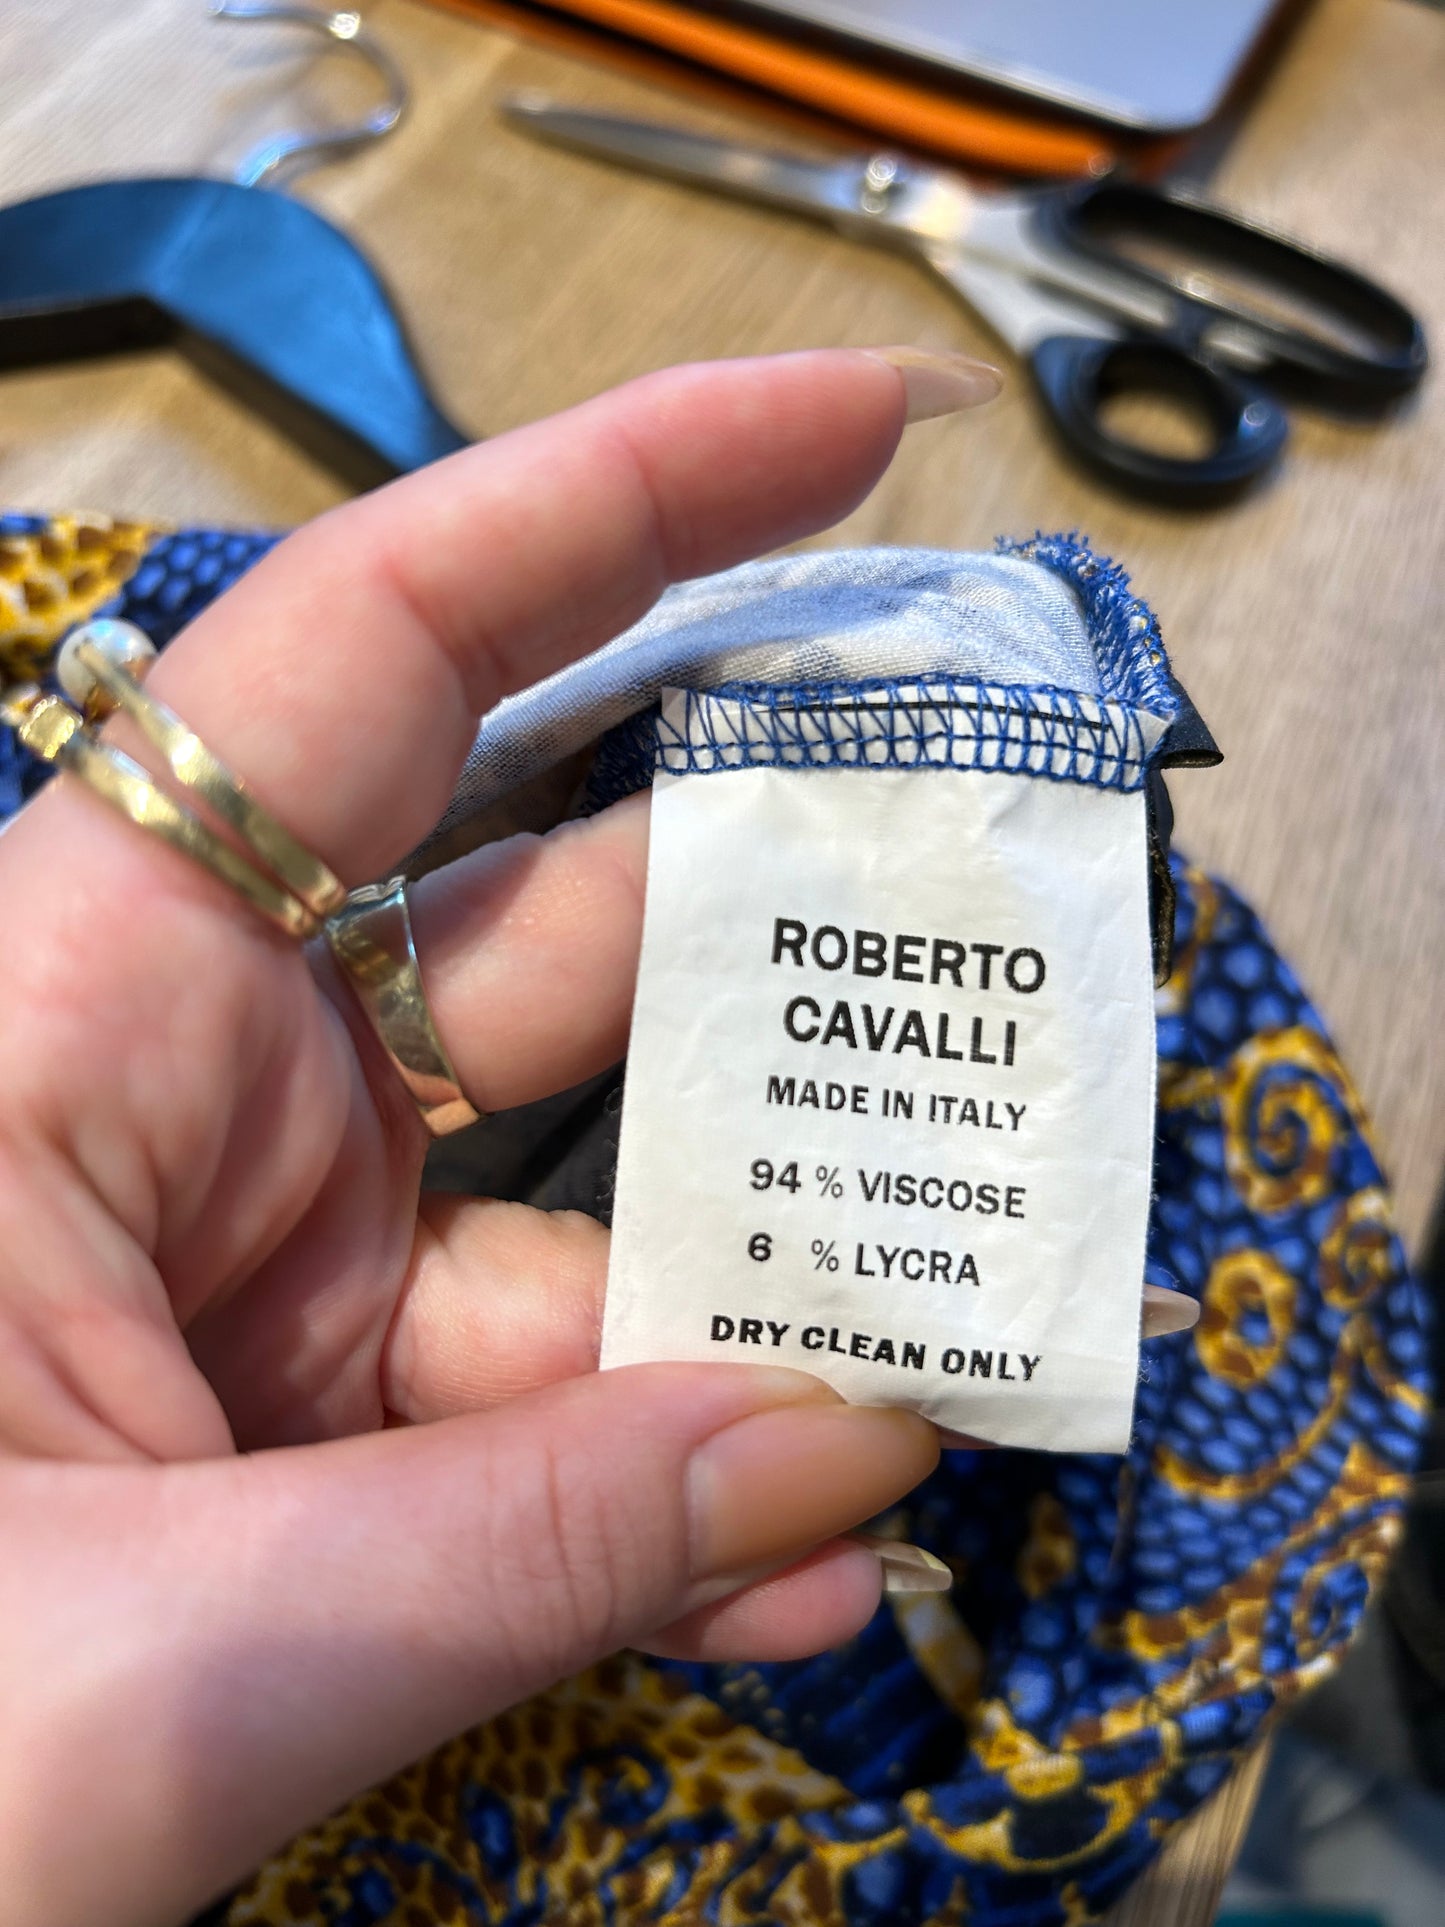 ROBERTO
CAVALLI
MADE IN ITALY
94 % VISCOSE
6 % LYCRA
DRY CLEAN ONLY